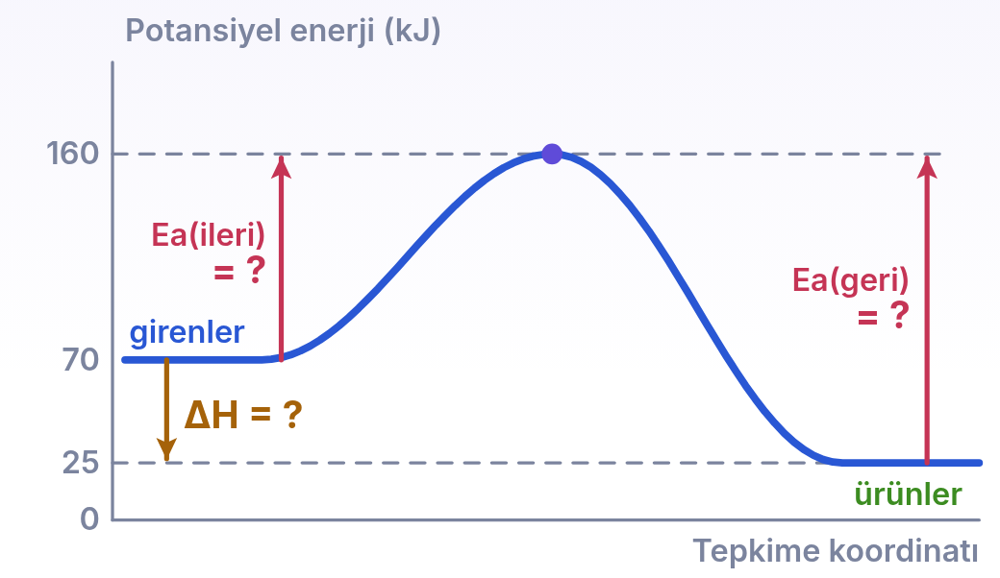 Potansiyel enerji (kJ)
160
Ea(ileri)
= ?
Ea(geri)
= ?
girenler
70
ΔH = ?
25
ürünler
0
Tepkime koordinatı